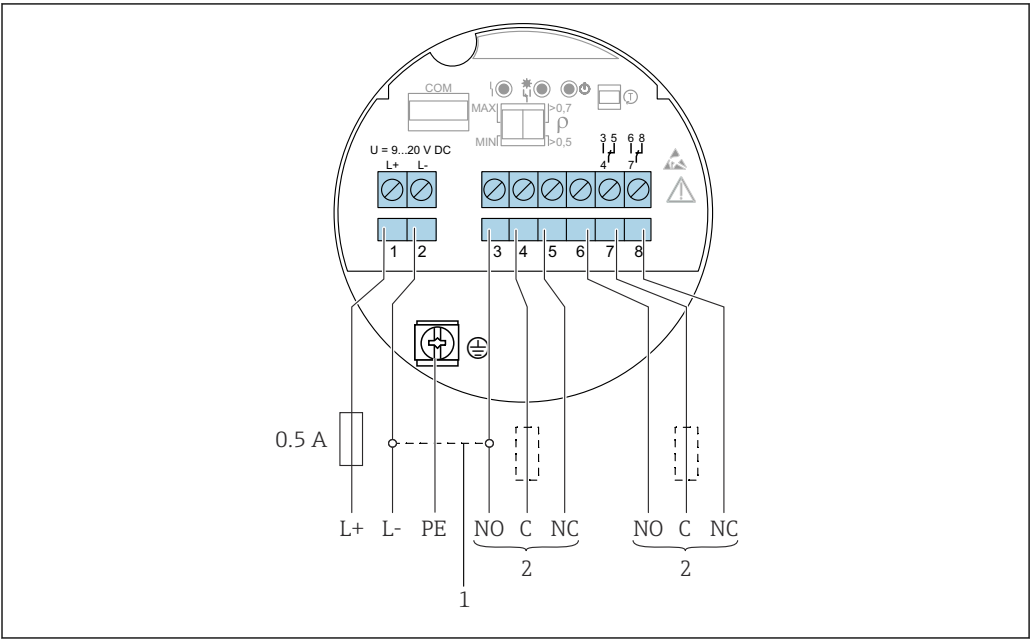 COM
MAX
>0,7
ρ
MIN
>0,5
T
U = 9...20 V DC
L+ L-
3 5 6 8
4 7
1 2 3 4 5 6 7 8
0.5 A
L+ L- PE NO C NC NO C NC
2 2
1